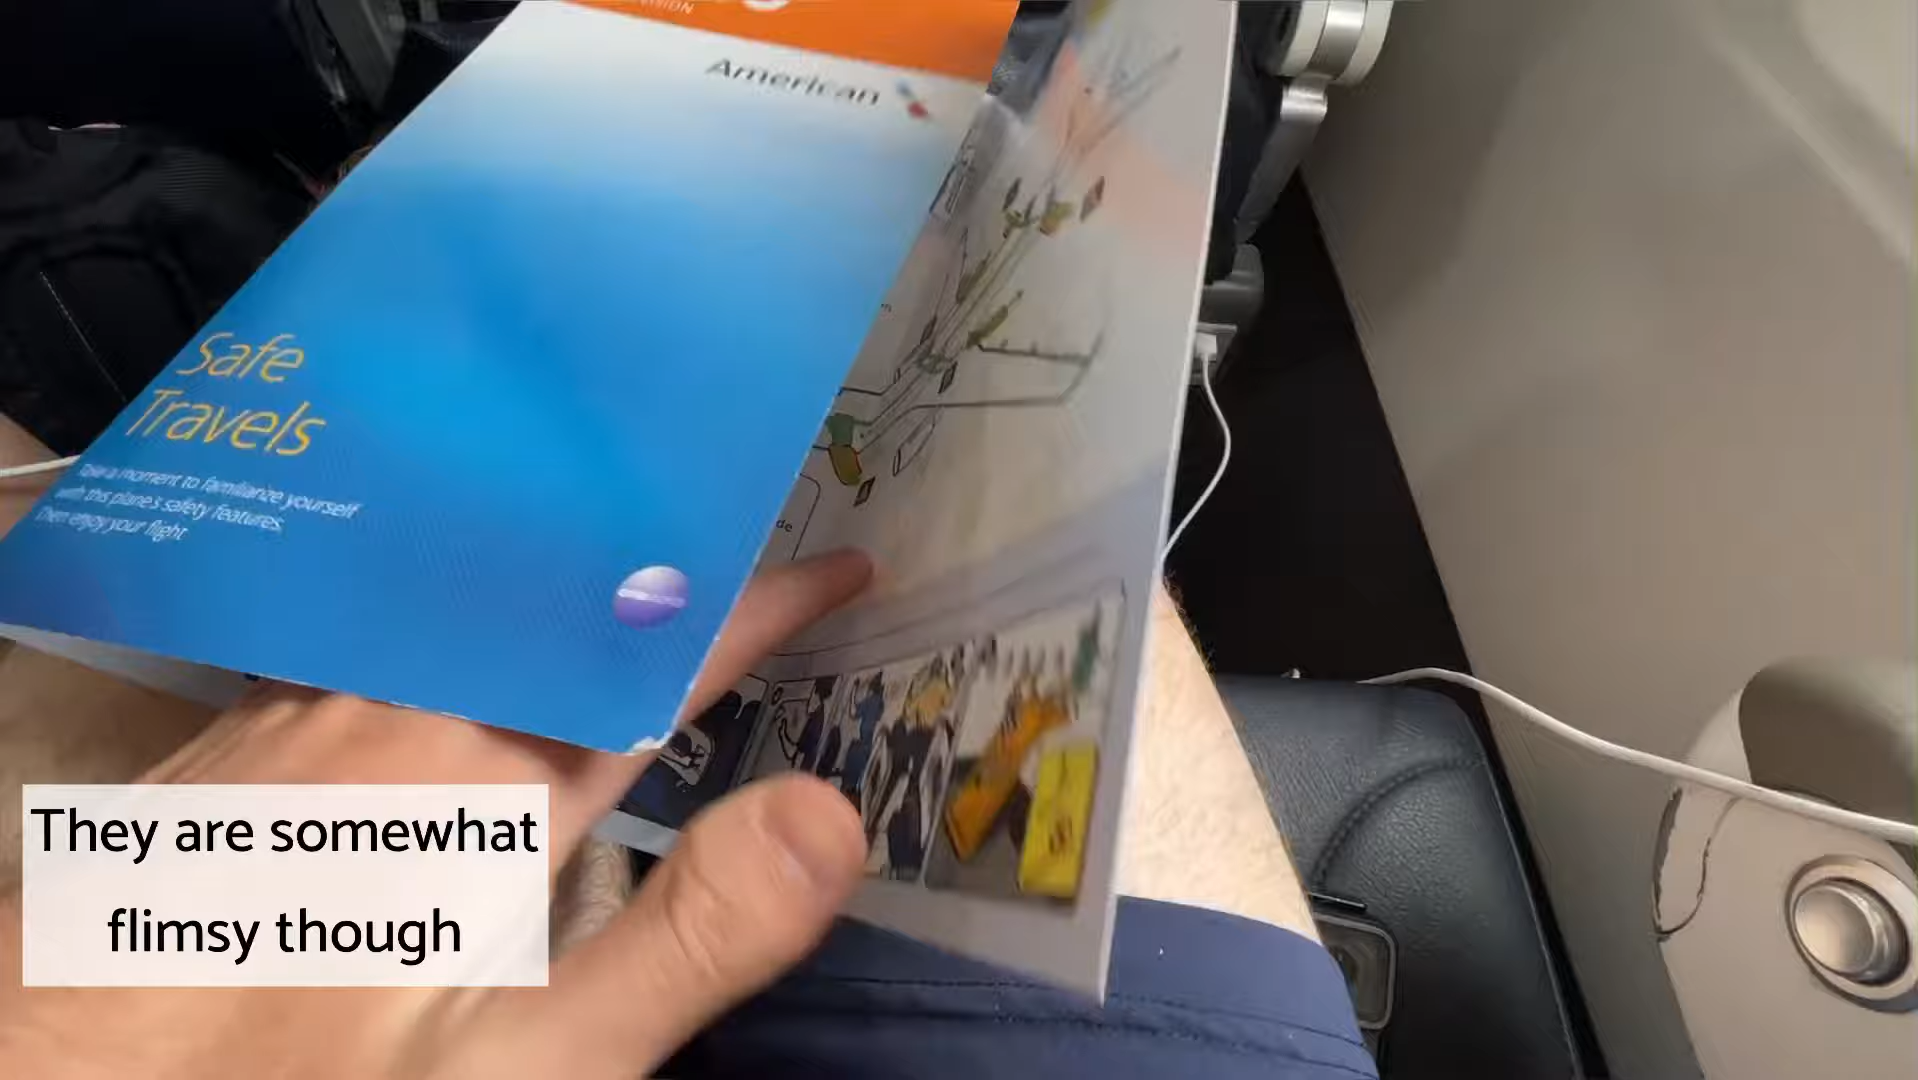 American
Safe
Travels
Take a moment to familiarize yourself
with this plane's safety features.
Then enjoy your flight.
de
They are somewhat
flimsy though